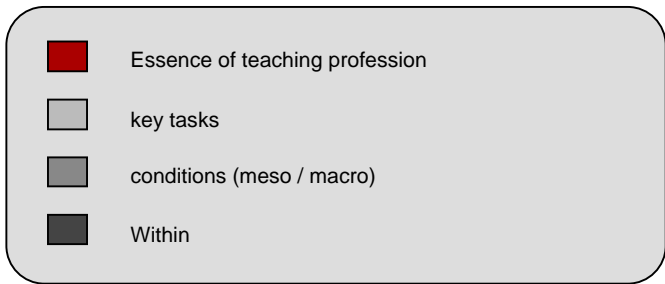 Essence of teaching profession
key tasks
conditions (meso / macro)
Within